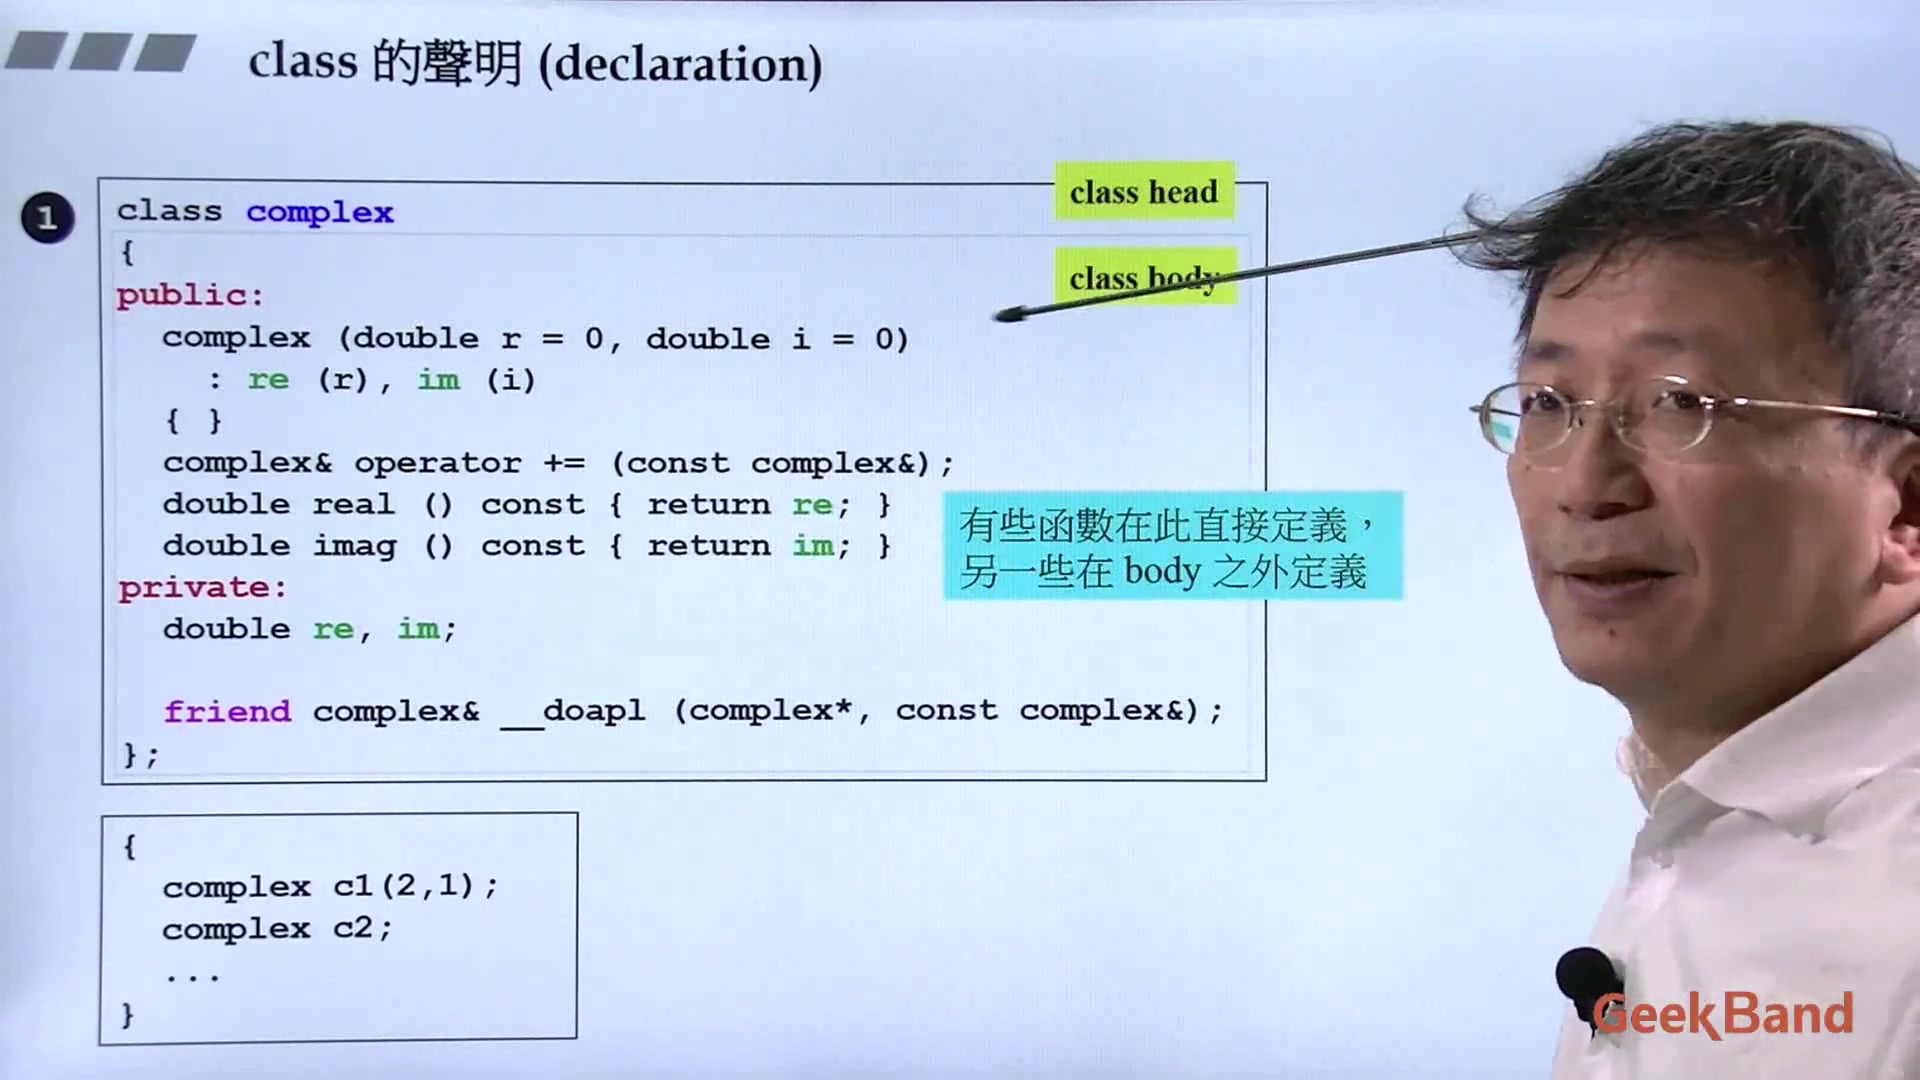 class 的聲明 (declaration)
1
class head
class complex
{
class body
public:
complex (double r = 0, double i = 0)
: re (r), im (i)
{ }
complex& operator += (const complex&);
double real () const { return re; }
double imag () const { return im; }
有些函數在此直接定義，
另一些在 body 之外定義
private:
double re, im;
friend complex& __doapl (complex*, const complex&);
};
{
complex c1(2,1);
complex c2;
...
}
GeekBand